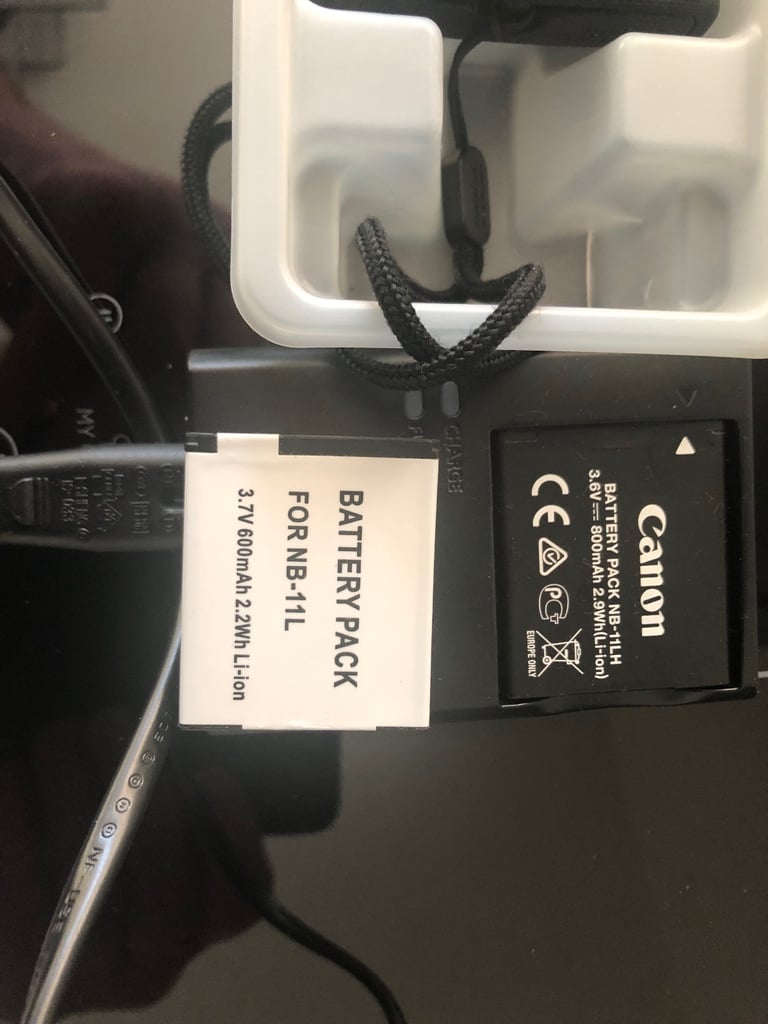 BATTERY PACK
FOR NB-11L
3.7V 600mAh 2.2Wh Li-ion
CHARGE
Canon
BATTERY PACK NB-11LH
3.6V⎓ 800mAh 2.9Wh(Li-ion)
CE
EUROPE ONLY
MY